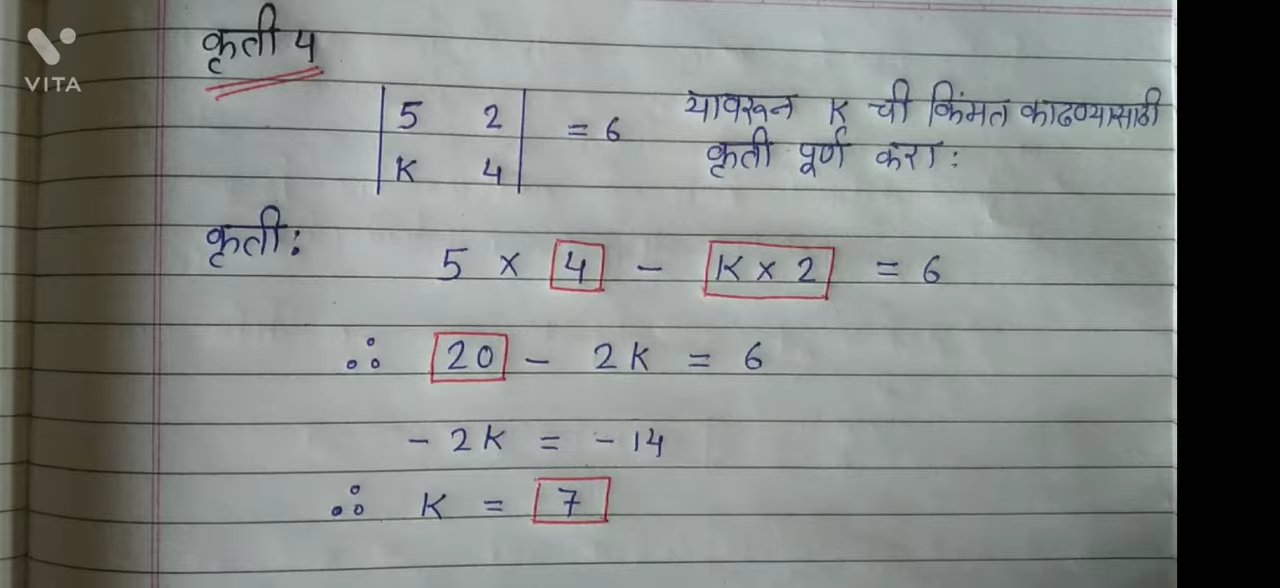 VITA
कृती ५
| 5 2 | = 6 यावरून K ची किंमत काढण्यासाठी
| K 4 | कृती पूर्ण करा :
कृती : 5 × 4 - K × 2 = 6
∴ 20 - 2K = 6
- 2K = - 14
∴ K = 7